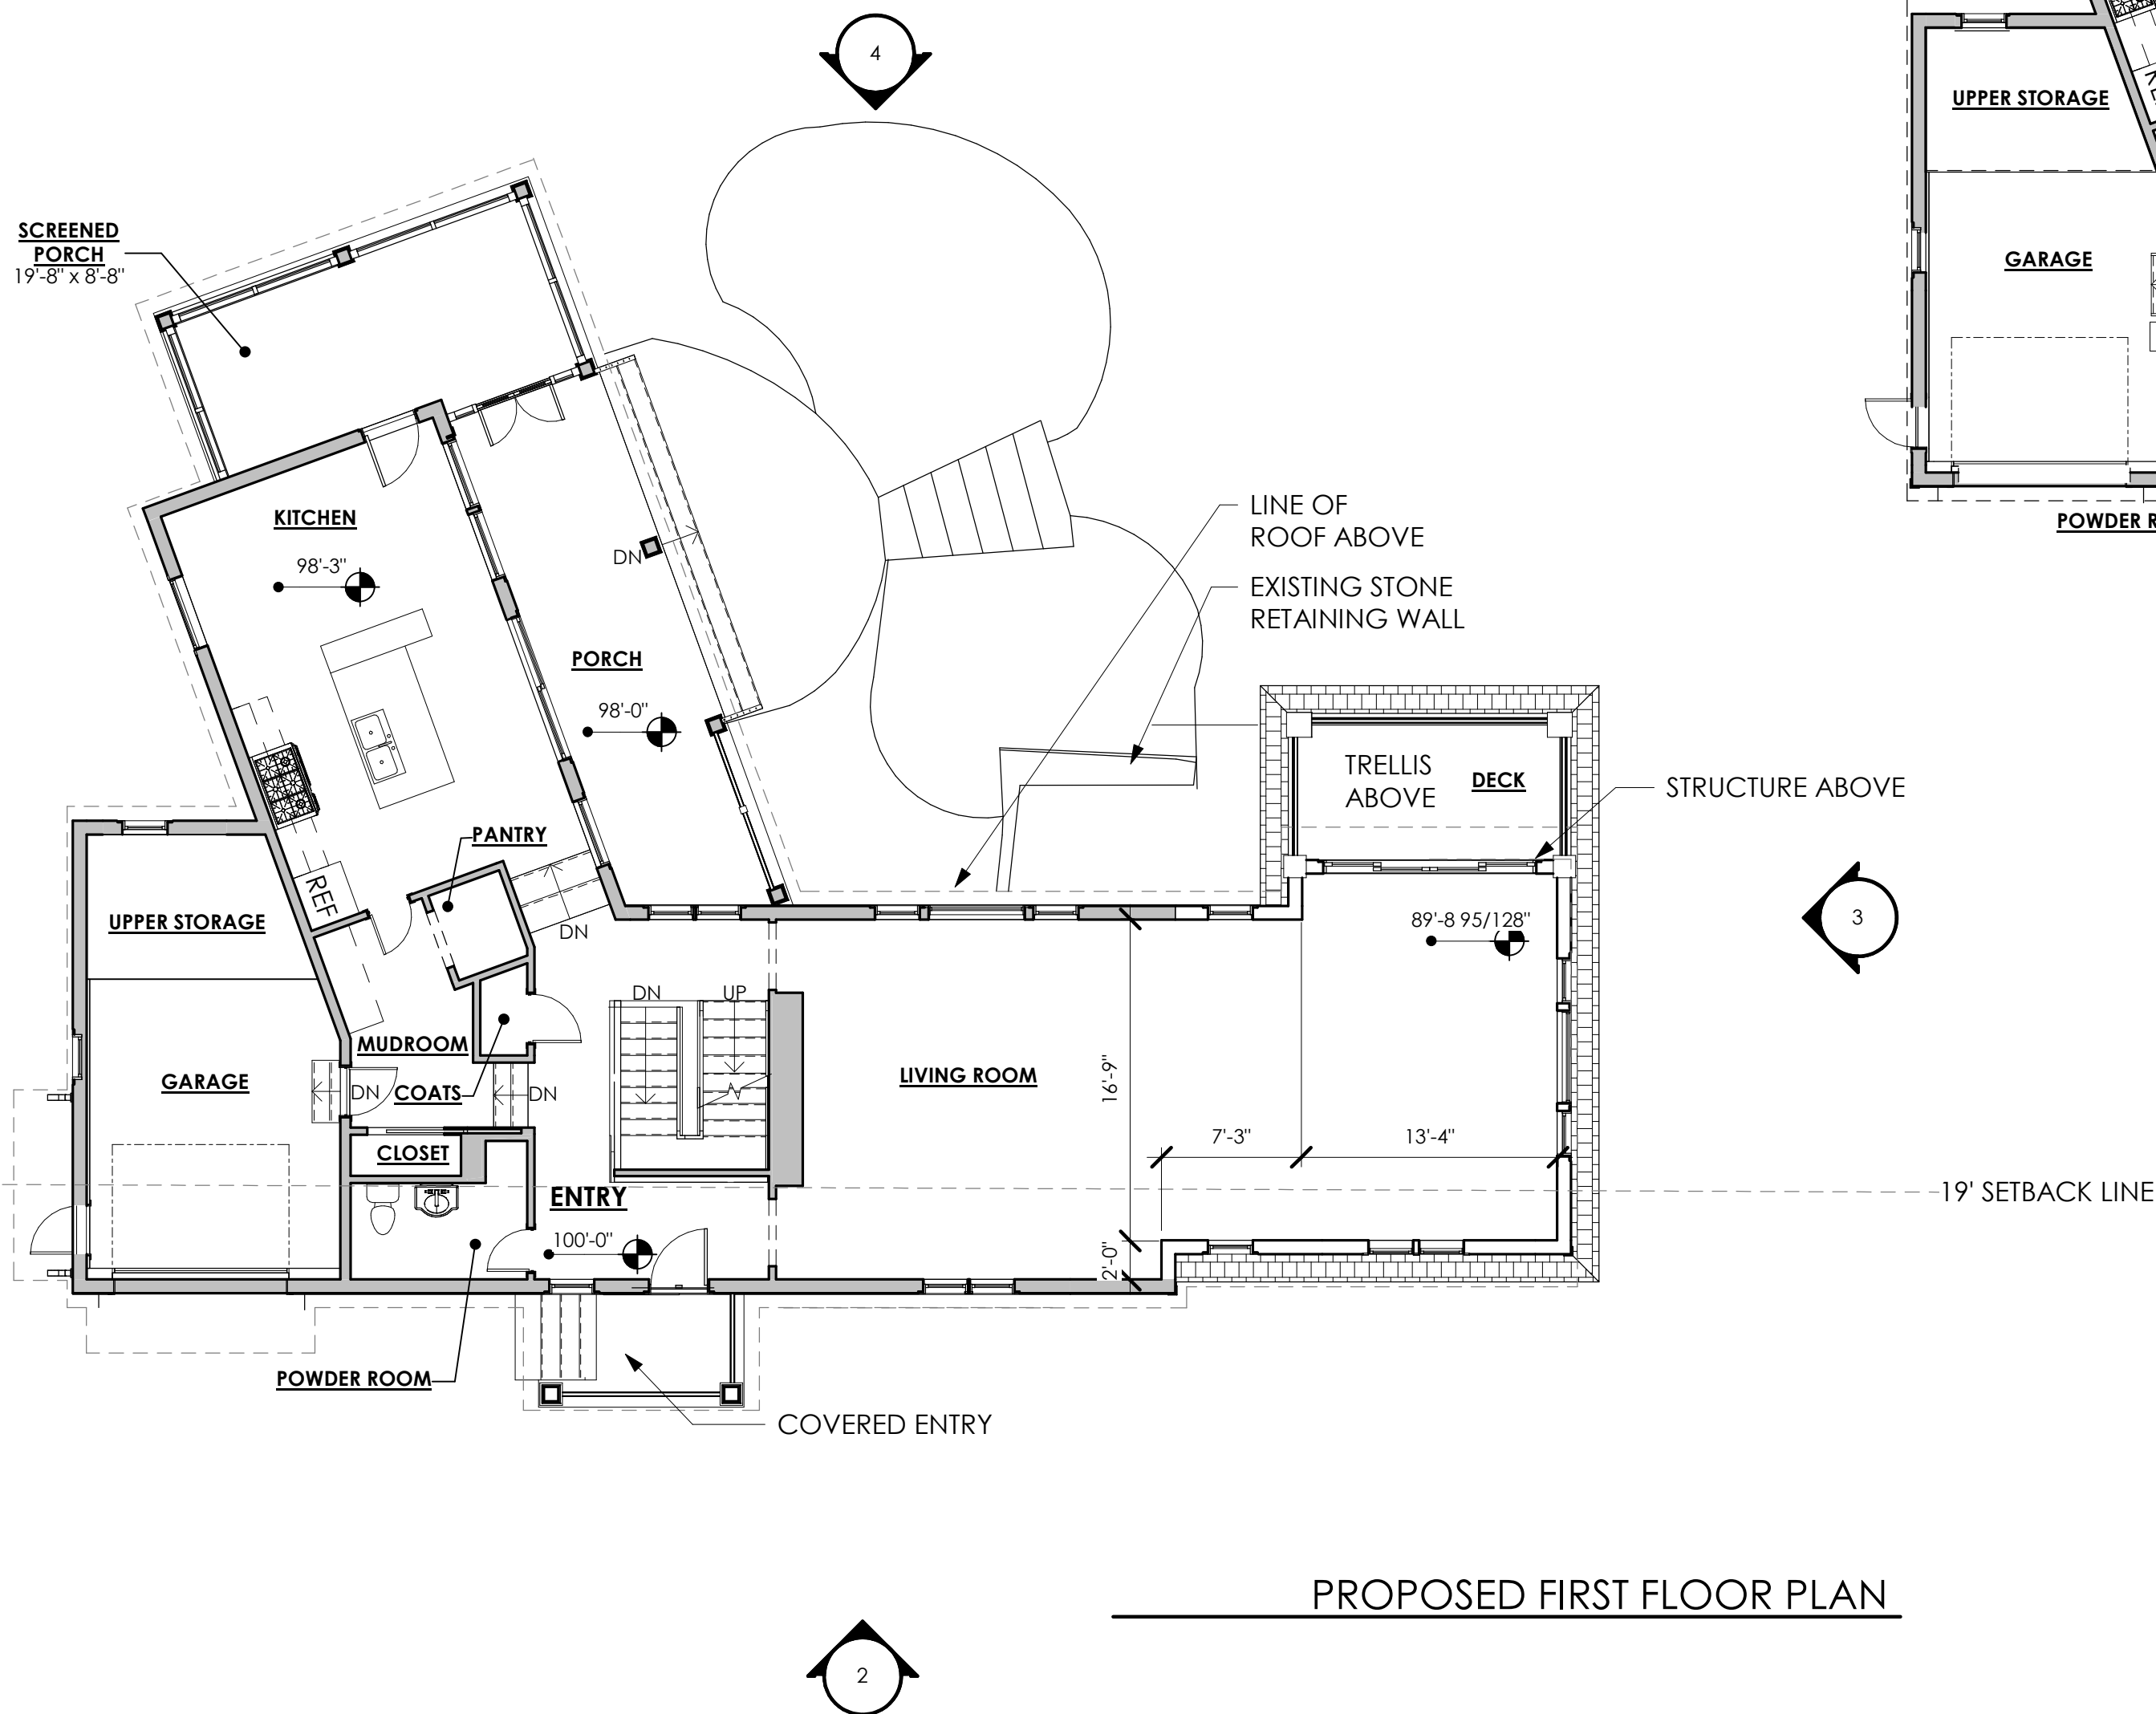 4
UPPER STORAGE
GARAGE
SCREENED
PORCH
19'-8" x 8'-8"
KITCHEN
98'-3"
LINE OF
ROOF ABOVE
DN
EXISTING STONE
RETAINING WALL
PORCH
98'-0"
TRELLIS
ABOVE
DECK
STRUCTURE ABOVE
PANTRY
REF
UPPER STORAGE
DN
89'-8 95/128"
3
DN
UP
MUDROOM
GARAGE
DN
COATS
DN
LIVING ROOM
16'-9"
7'-3"
13'-4"
CLOSET
ENTRY
19' SETBACK LINE
100'-0"
2'-0"
POWDER ROOM
COVERED ENTRY
PROPOSED FIRST FLOOR PLAN
2